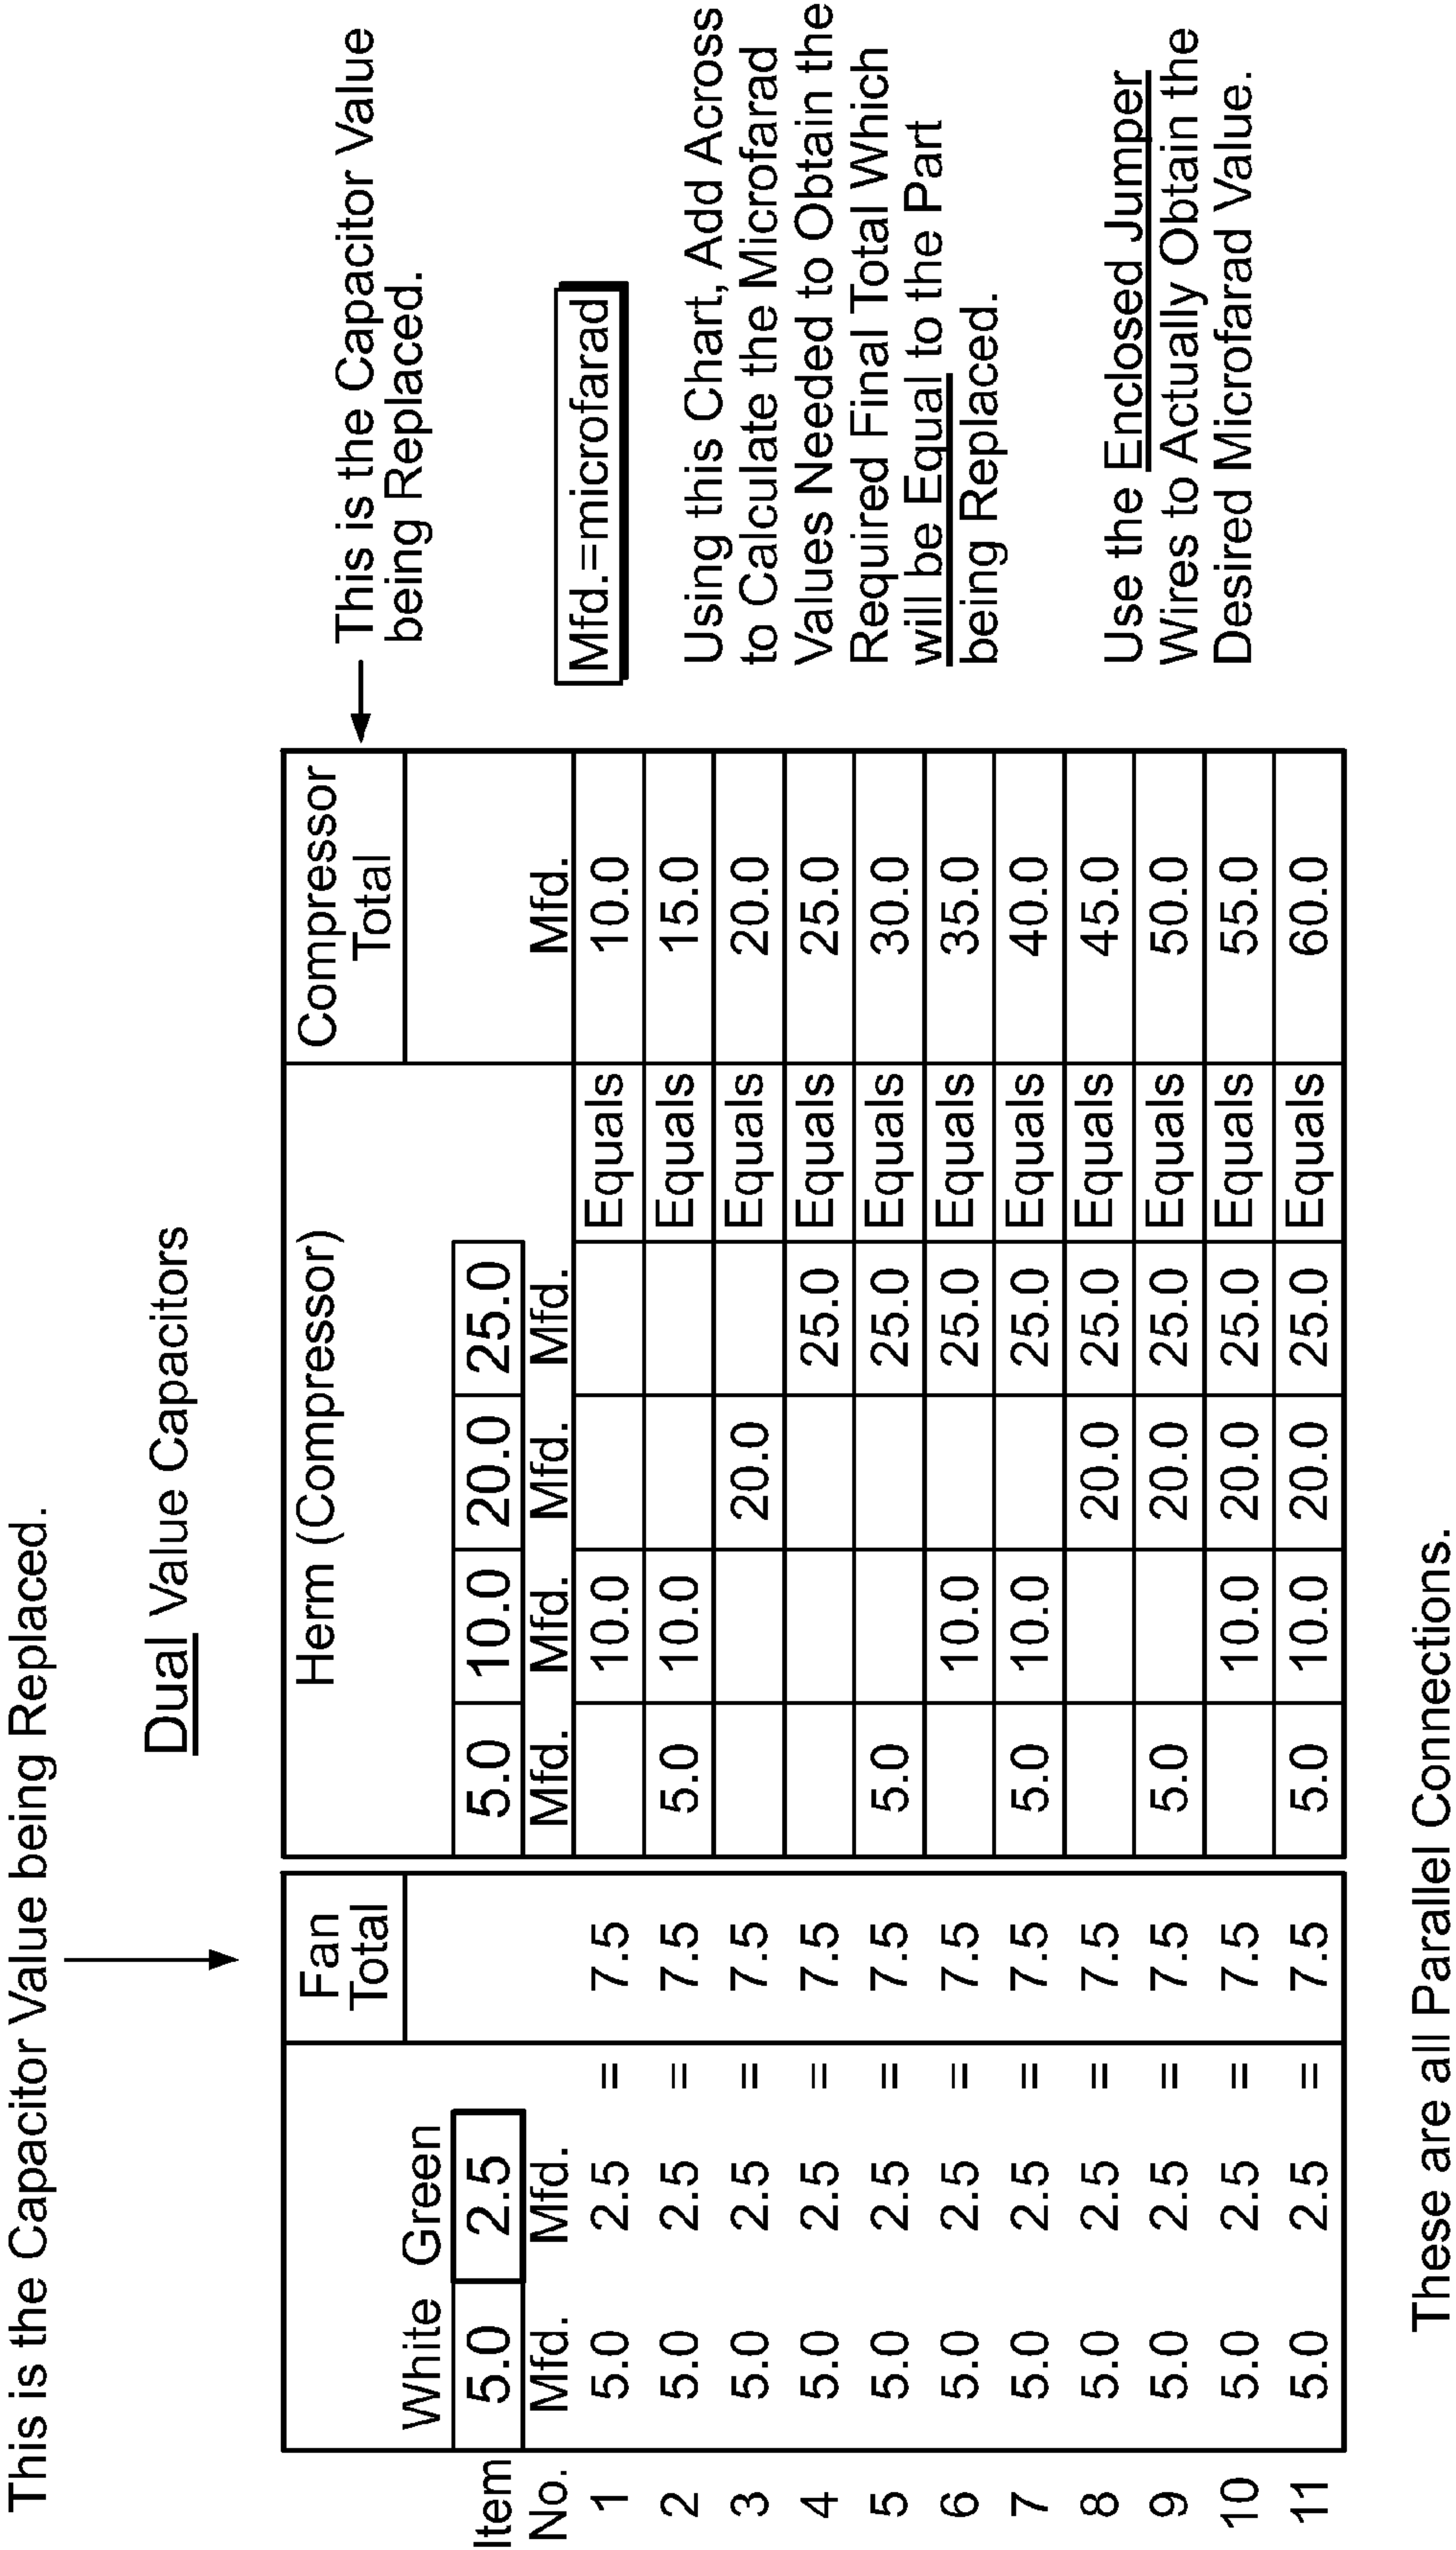 This is the Capacitor Value being Replaced.
Dual Value Capacitors
Fan Total
Herm (Compressor)
Compressor Total
This is the Capacitor Value
being Replaced.
White Green
Item 5.0 2.5 5.0 10.0 20.0 25.0
No. Mfd. Mfd. Mfd. Mfd. Mfd. Mfd. Mfd.
1 5.0 2.5 = 7.5 10.0 Equals 10.0
2 5.0 2.5 = 7.5 5.0 10.0 Equals 15.0
3 5.0 2.5 = 7.5 20.0 Equals 20.0
4 5.0 2.5 = 7.5 25.0 Equals 25.0
5 5.0 2.5 = 7.5 5.0 25.0 Equals 30.0
6 5.0 2.5 = 7.5 10.0 25.0 Equals 35.0
7 5.0 2.5 = 7.5 5.0 10.0 25.0 Equals 40.0
8 5.0 2.5 = 7.5 20.0 25.0 Equals 45.0
9 5.0 2.5 = 7.5 5.0 20.0 25.0 Equals 50.0
10 5.0 2.5 = 7.5 10.0 20.0 25.0 Equals 55.0
11 5.0 2.5 = 7.5 5.0 10.0 20.0 25.0 Equals 60.0
Mfd.=microfarad
Using this Chart, Add Across
to Calculate the Microfarad
Values Needed to Obtain the
Required Final Total Which
will be Equal to the Part
being Replaced.
Use the Enclosed Jumper
Wires to Actually Obtain the
Desired Microfarad Value.
These are all Parallel Connections.